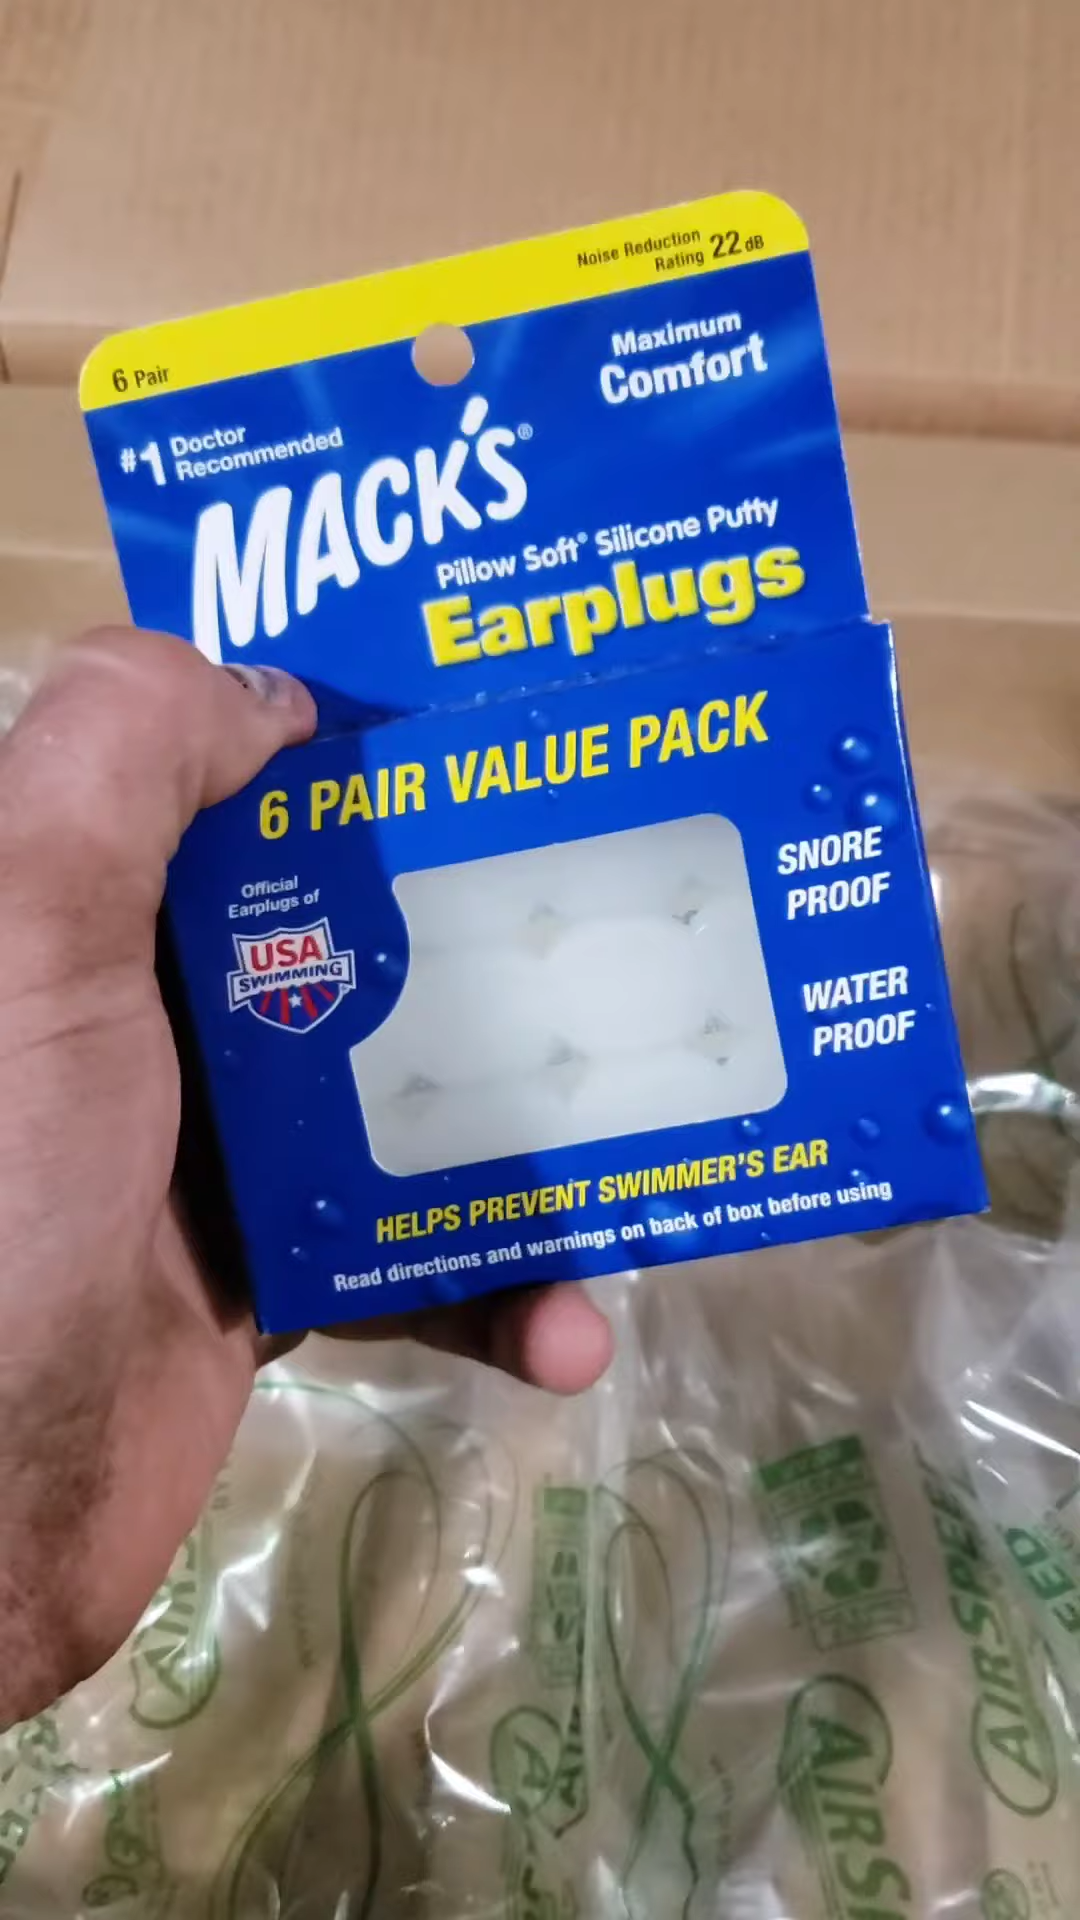 Noise Reduction
Rating 22 dB
6 Pair
Maximum
Comfort
#1 Doctor
Recommended
MACK'S®
Pillow Soft® Silicone Putty
Earplugs
6 PAIR VALUE PACK
SNORE
PROOF
Official
Earplugs of
USA
SWIMMING
WATER
PROOF
HELPS PREVENT SWIMMER'S EAR
Read directions and warnings on back of box before using